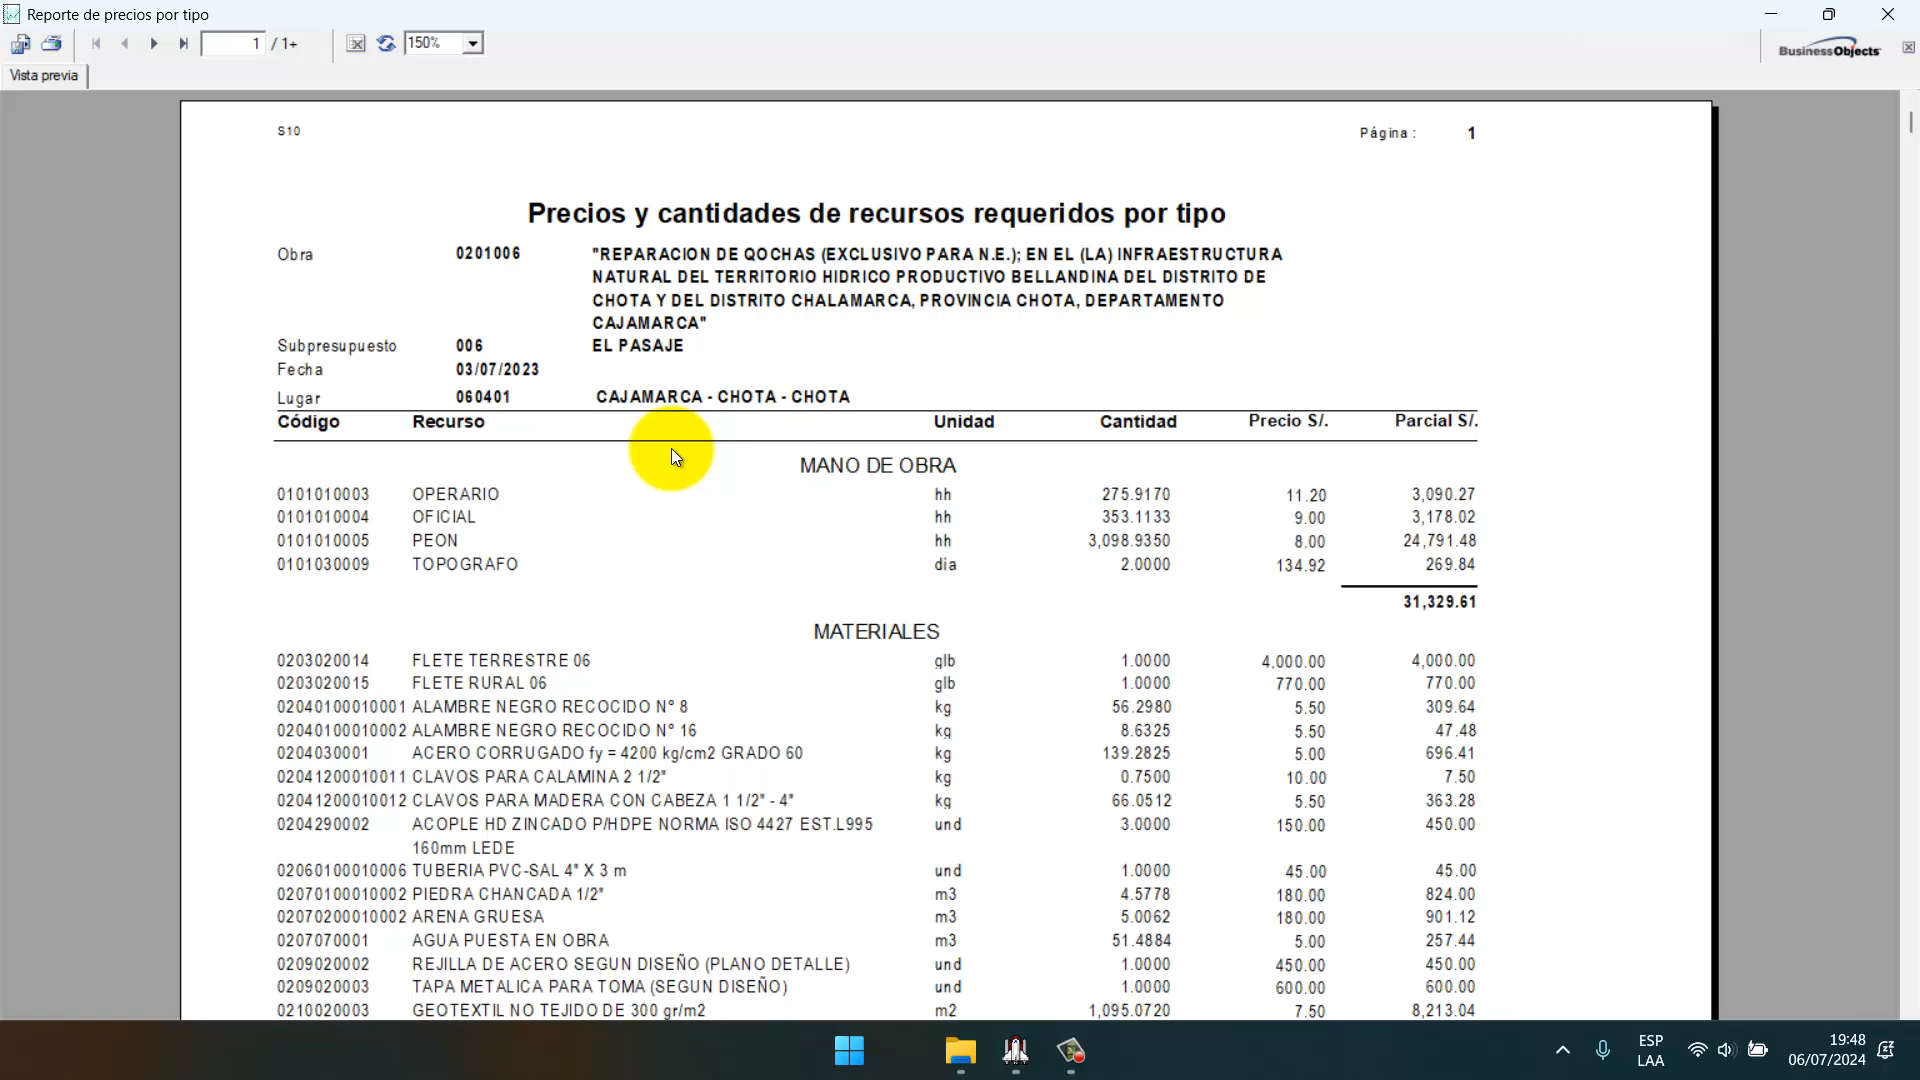 Reporte de precios por tipo
1 / 1+ 150% BusinessObjects
Vista previa
S10 Página : 1
Precios y cantidades de recursos requeridos por tipo
Obra 0201006 "REPARACION DE QOCHAS (EXCLUSIVO PARA N.E.); EN EL (LA) INFRAESTRUCTURA
NATURAL DEL TERRITORIO HIDRICO PRODUCTIVO BELLANDINA DEL DISTRITO DE
CHOTA Y DEL DISTRITO CHALAMARCA, PROVINCIA CHOTA, DEPARTAMENTO
CAJAMARCA"
Subpresupuesto 006 EL PASAJE
Fecha 03/07/2023
Lugar 060401 CAJAMARCA - CHOTA - CHOTA
Código Recurso Unidad Cantidad Precio S/. Parcial S/.
MANO DE OBRA
0101010003 OPERARIO hh 275.9170 11.20 3,090.27
0101010004 OFICIAL hh 353.1133 9.00 3,178.02
0101010005 PEON hh 3,098.9350 8.00 24,791.48
0101030009 TOPOGRAFO dia 2.0000 134.92 269.84
31,329.61
MATERIALES
0203020014 FLETE TERRESTRE 06 glb 1.0000 4,000.00 4,000.00
0203020015 FLETE RURAL 06 glb 1.0000 770.00 770.00
02040100010001 ALAMBRE NEGRO RECOCIDO N° 8 kg 56.2980 5.50 309.64
02040100010002 ALAMBRE NEGRO RECOCIDO N° 16 kg 8.6325 5.50 47.48
0204030001 ACERO CORRUGADO fy = 4200 kg/cm2 GRADO 60 kg 139.2825 5.00 696.41
02041200010011 CLAVOS PARA CALAMINA 2 1/2" kg 0.7500 10.00 7.50
02041200010012 CLAVOS PARA MADERA CON CABEZA 1 1/2" - 4" kg 66.0512 5.50 363.28
0204290002 ACOPLE HD ZINCADO P/HDPE NORMA ISO 4427 EST.L995 und 3.0000 150.00 450.00
160mm LEDE
02060100010006 TUBERIA PVC-SAL 4" X 3 m und 1.0000 45.00 45.00
02070100010002 PIEDRA CHANCADA 1/2" m3 4.5778 180.00 824.00
02070200010002 ARENA GRUESA m3 5.0062 180.00 901.12
0207070001 AGUA PUESTA EN OBRA m3 51.4884 5.00 257.44
0209020002 REJILLA DE ACERO SEGUN DISEÑO (PLANO DETALLE) und 1.0000 450.00 450.00
0209020003 TAPA METALICA PARA TOMA (SEGUN DISEÑO) und 1.0000 600.00 600.00
0210020003 GEOTEXTIL NO TEJIDO DE 300 gr/m2 m2 1,095.0720 7.50 8,213.04
ESP 19:48
LAA 06/07/2024